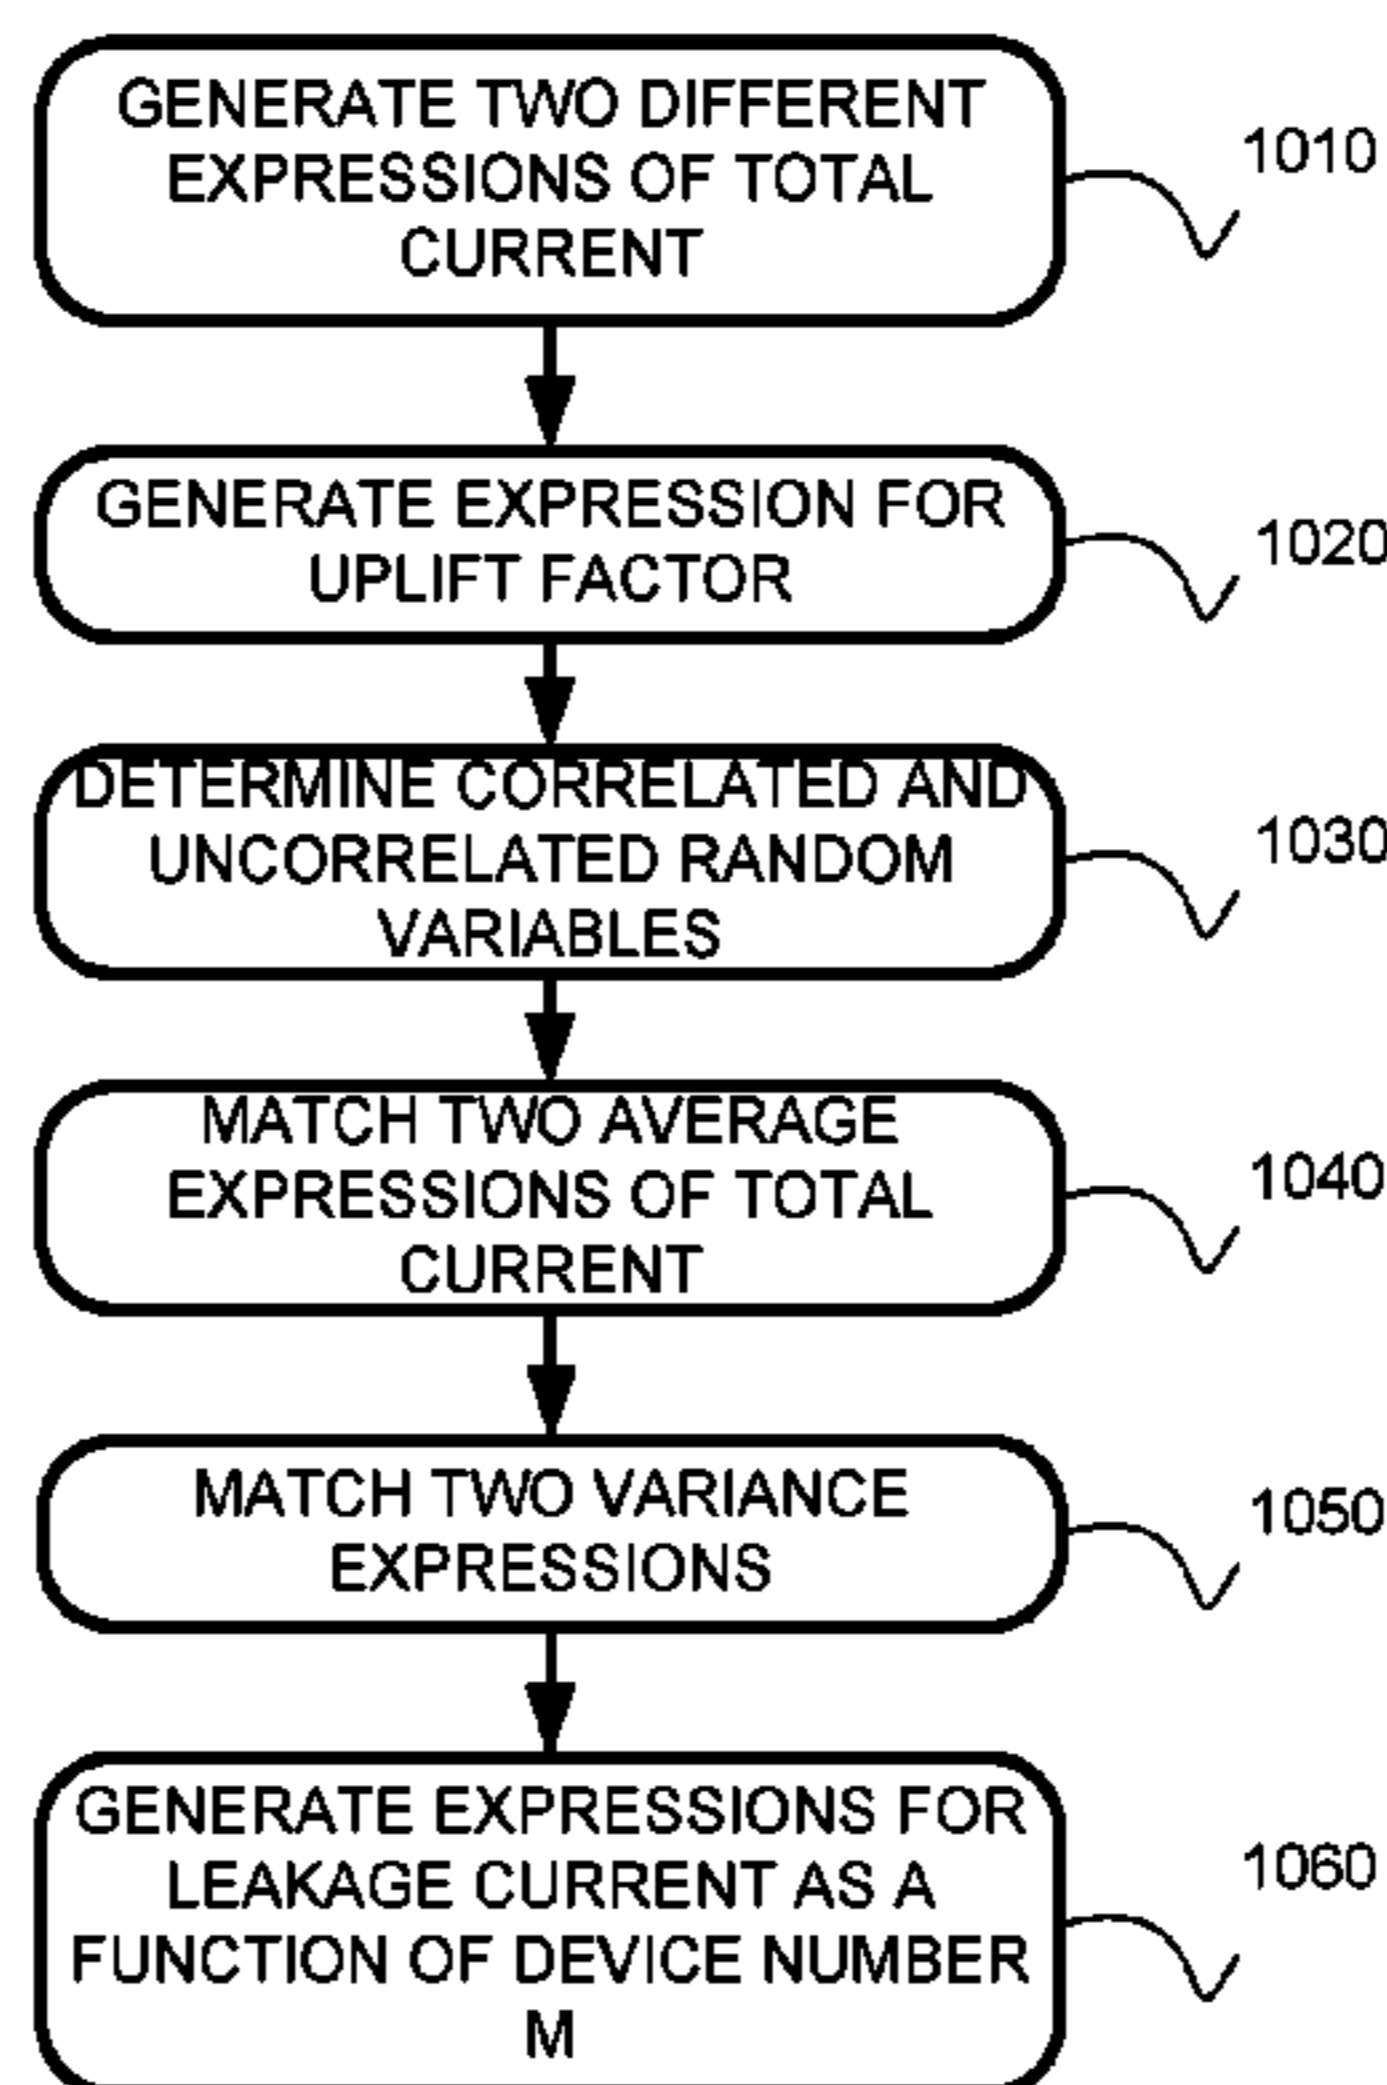 GENERATE TWO DIFFERENT
EXPRESSIONS OF TOTAL
CURRENT
1010
GENERATE EXPRESSION FOR
UPLIFT FACTOR
1020
DETERMINE CORRELATED AND
UNCORRELATED RANDOM
VARIABLES
1030
MATCH TWO AVERAGE
EXPRESSIONS OF TOTAL
CURRENT
1040
MATCH TWO VARIANCE
EXPRESSIONS
1050
GENERATE EXPRESSIONS FOR
LEAKAGE CURRENT AS A
FUNCTION OF DEVICE NUMBER
M
1060